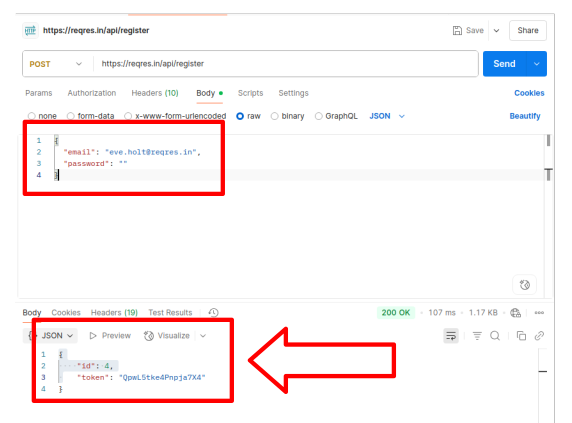 HTTP https://reqres.in/api/register Save Share
POST https://reqres.in/api/register Send
Params Authorization Headers (10) Body Scripts Settings Cookies
none form-data x-www-form-urlencoded raw binary GraphQL JSON Beautify
1 {
2 "email": "eve.holt@reqres.in",
3 "password": ""
4 }
Body Cookies Headers (19) Test Results 200 OK · 107 ms · 1.17 KB ·
{} JSON Preview Visualize
1 {
2 "id": 4,
3 "token": "QpwL5tke4Pnpja7X4"
4 }